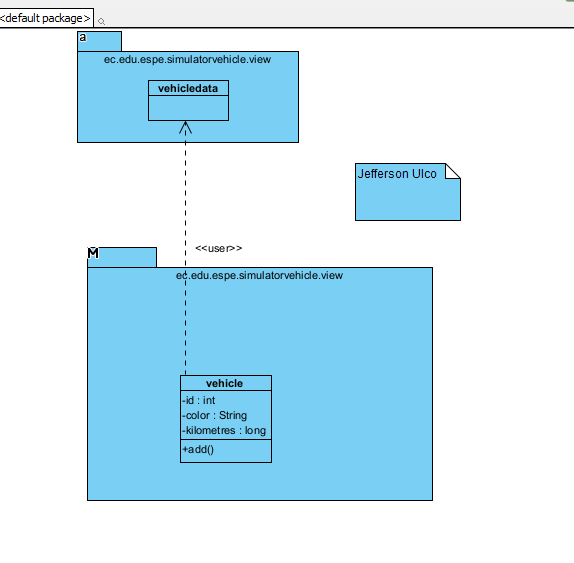 <default package>
a
ec.edu.espe.simulatorvehicle.view
vehicledata
Jefferson Ulco
<<user>>
M
ec.edu.espe.simulatorvehicle.view
vehicle
-id : int
-color : String
-kilometres : long
+add()